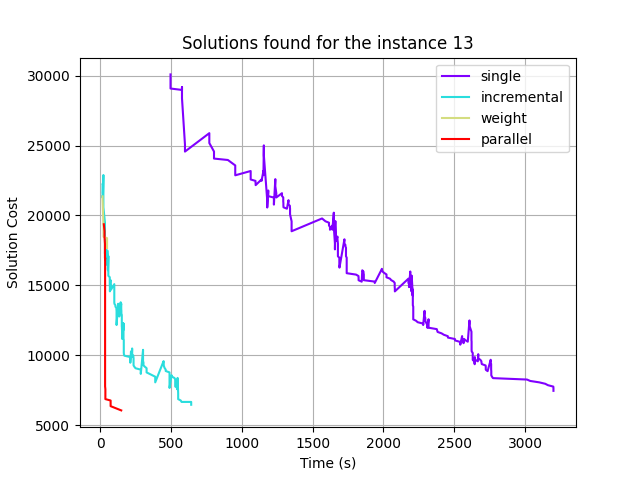 Solutions found for the instance 13
single
incremental
weight
parallel
30000
25000
20000
15000
10000
5000
Solution Cost
0
500
1000
1500
2000
2500
3000
Time (s)